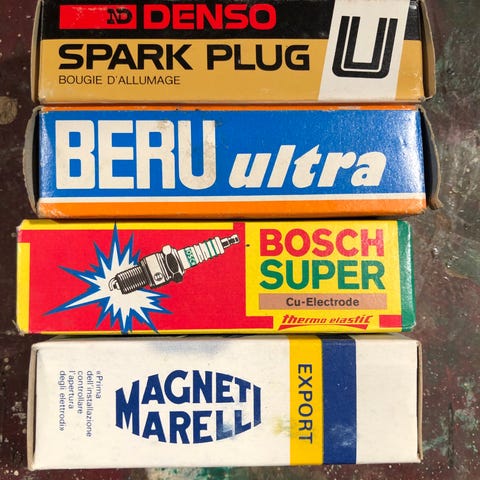 ND DENSO
SPARK PLUG U
BOUGIE D'ALLUMAGE
BERU ultra
BOSCH
SUPER
Cu-Electrode
thermo elastic
«Prima
dell'installazione
controllare
l'apertura
degli elettrodi»
MAGNETI
MARELLI
EXPORT